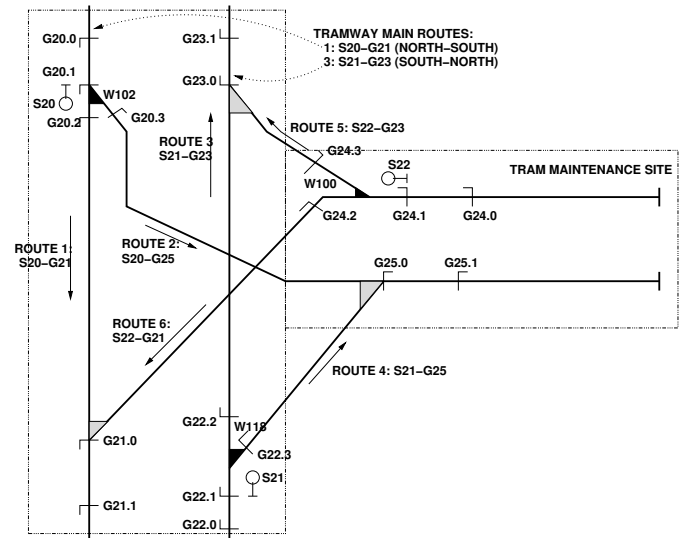 TRAMWAY MAIN ROUTES:
1: S20–G21 (NORTH–SOUTH)
3: S21–G23 (SOUTH–NORTH)
G20.0
G23.1
G20.1
G23.0
W102
S20
G20.2
G20.3
ROUTE 5: S22–G23
ROUTE 3
S21–G23
G24.3
S22
TRAM MAINTENANCE SITE
W100
G24.2
G24.1
G24.0
ROUTE 1:
S20–G21
ROUTE 2:
S20–G25
G25.0
G25.1
ROUTE 6:
S22–G21
ROUTE 4: S21–G25
G22.2
W118
G21.0
G22.3
S21
G22.1
G21.1
G22.0